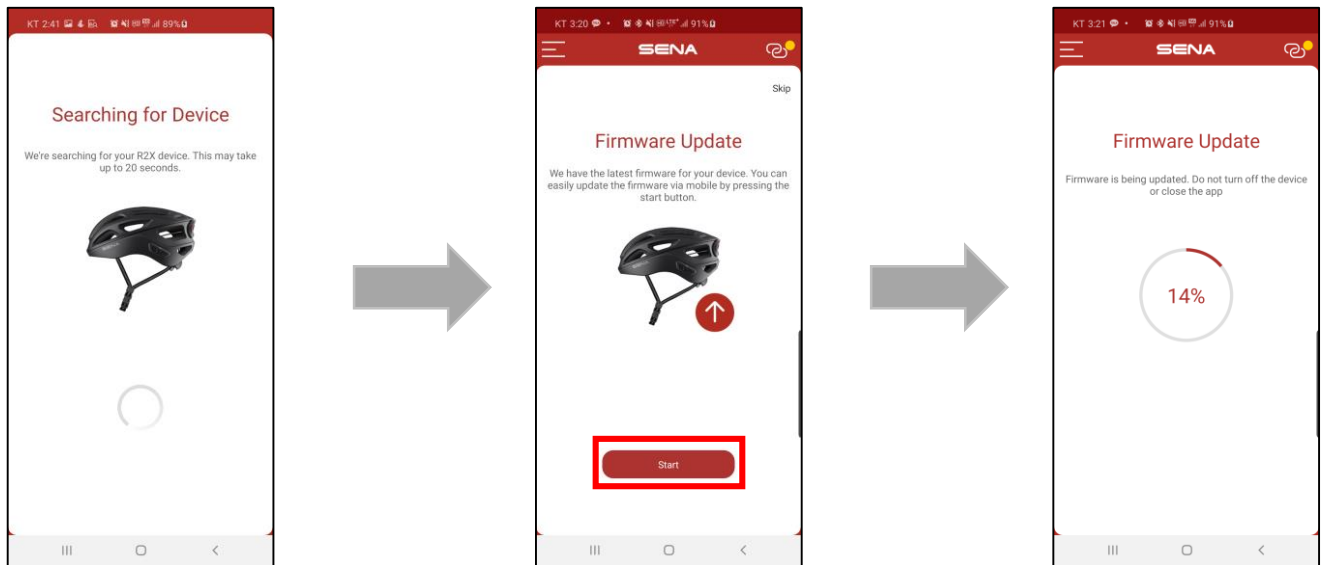 KT 2:41 89%
Searching for Device
We're searching for your R2X device. This may take
up to 20 seconds.
KT 3:20 91%
SENA
Skip
Firmware Update
We have the latest firmware for your device. You can
easily update the firmware via mobile by pressing the
start button.
Start
KT 3:21 91%
SENA
Firmware Update
Firmware is being updated. Do not turn off the device
or close the app
14%